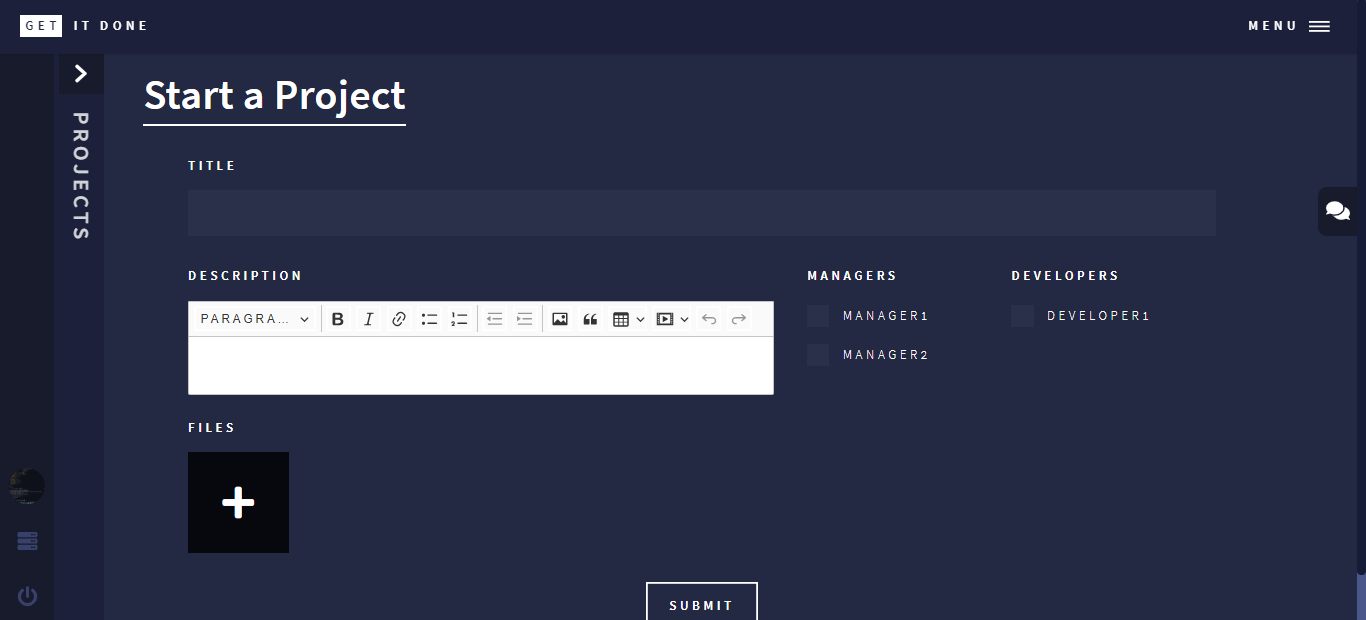 GET IT DONE
MENU
PROJECTS
Start a Project
TITLE
DESCRIPTION
MANAGERS
DEVELOPERS
PARAGRA...
MANAGER1
DEVELOPER1
MANAGER2
FILES
SUBMIT